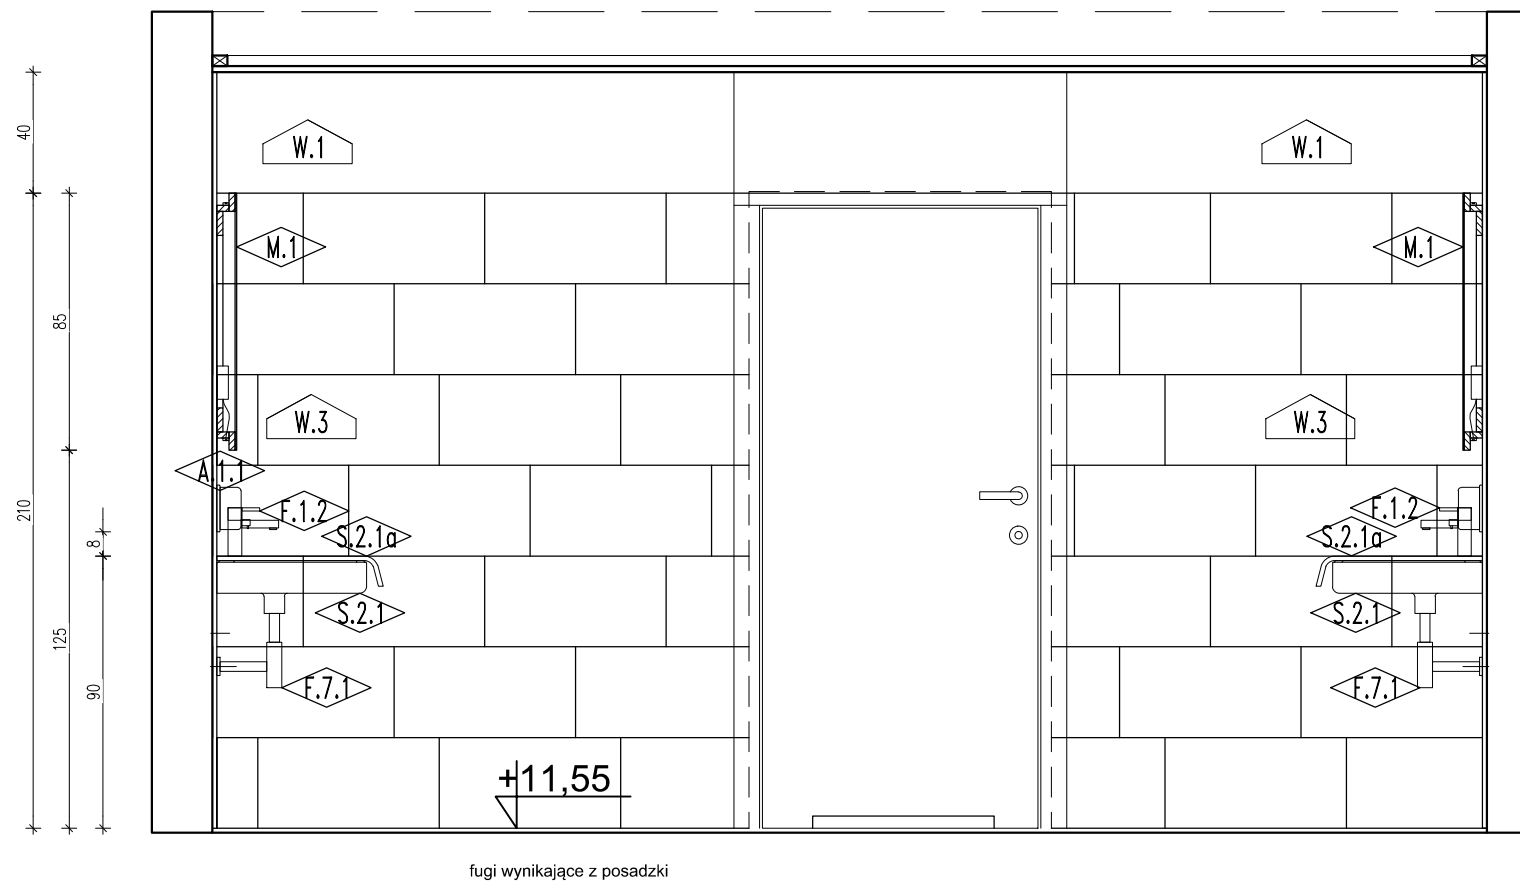 40
W.1
W.1
M.1
M.1
85
W.3
W.3
A.1.1
210
F.1.2
F.1.2
8
S.2.1a
S.2.1a
S.2.1
S.2.1
125
90
F.7.1
F.7.1
+11,55
fugi wynikające z posadzki